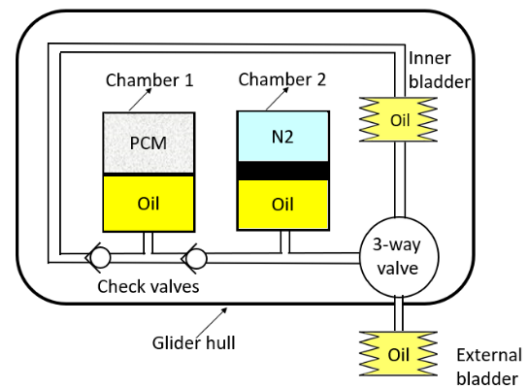 Chamber 1
Chamber 2
Inner
bladder
PCM
N2
Oil
Oil
Oil
3-way
valve
Check valves
Glider hull
Oil
External
bladder